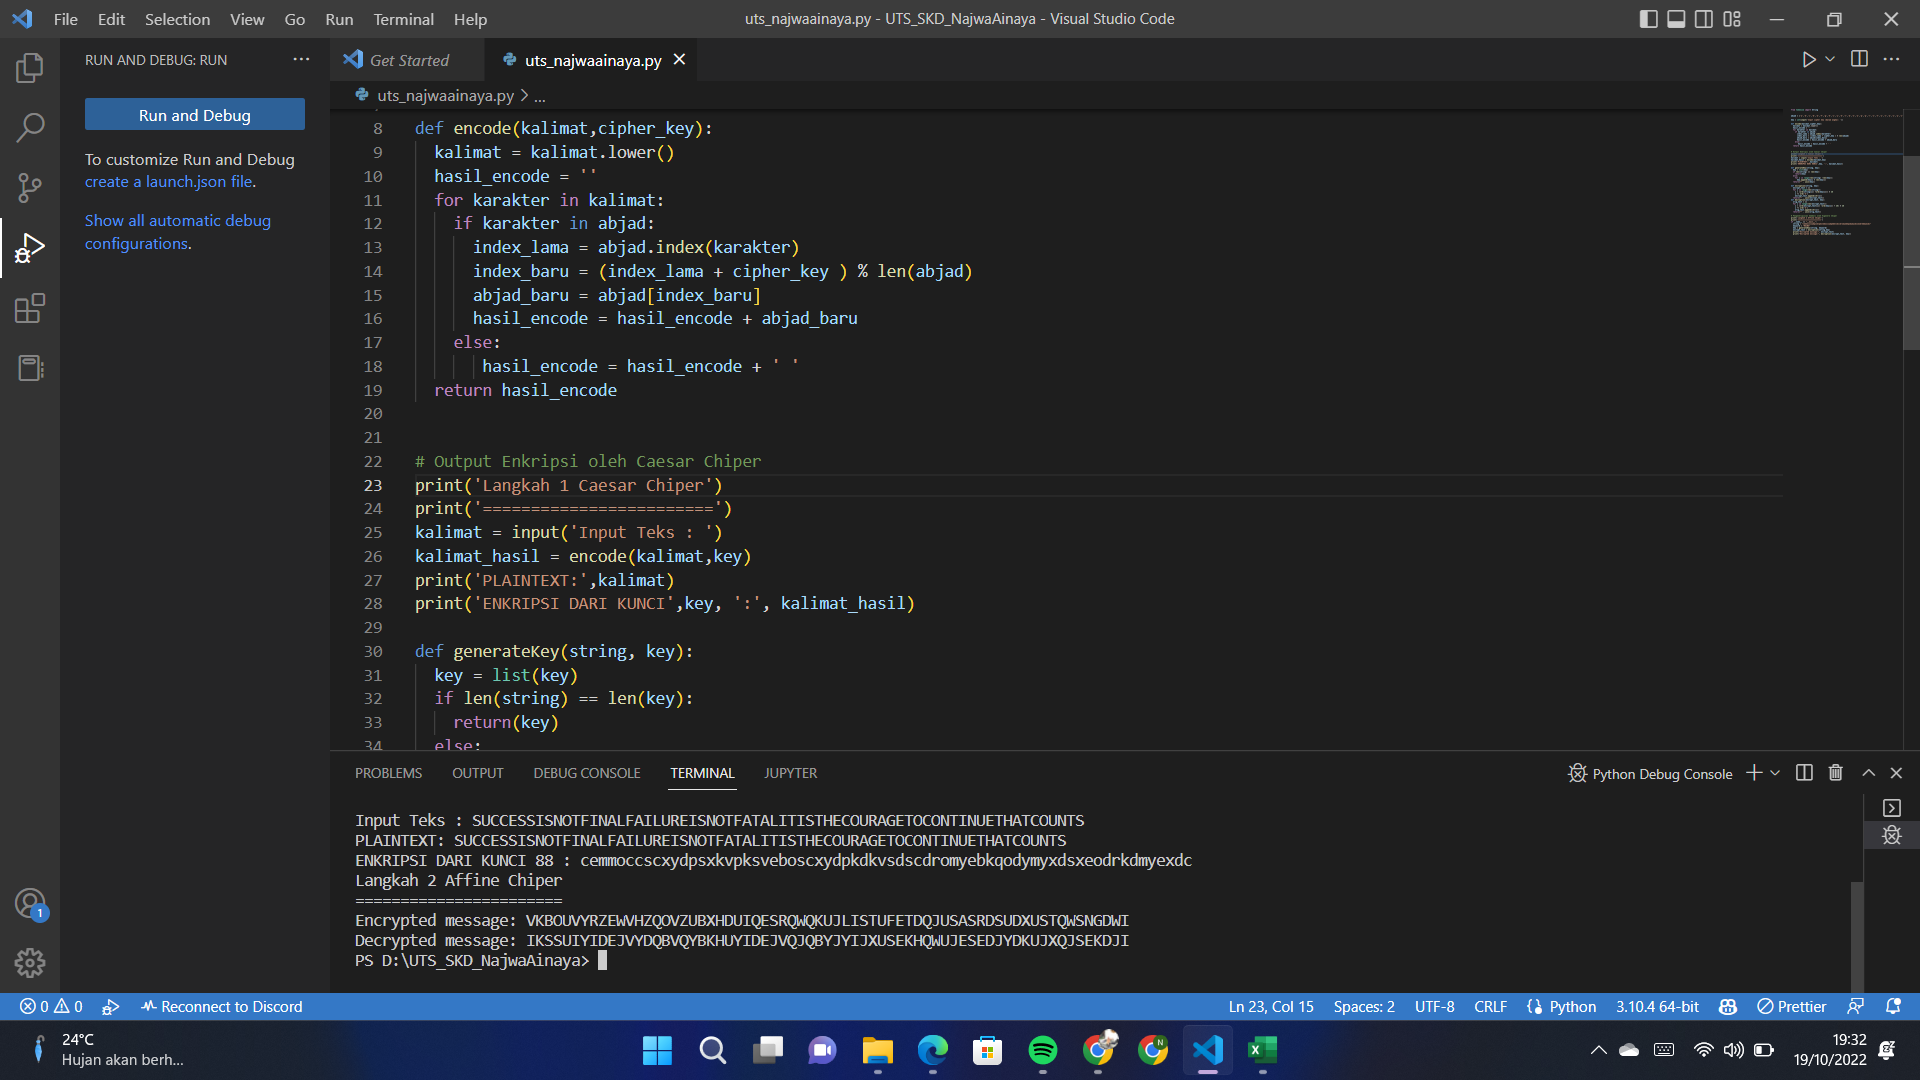 File Edit Selection View Go Run Terminal Help
uts_najwaainaya.py - UTS_SKD_NajwaAinaya - Visual Studio Code
RUN AND DEBUG: RUN
Run and Debug
To customize Run and Debug
create a launch.json file.
Show all automatic debug
configurations.
Get Started
uts_najwaainaya.py
uts_najwaainaya.py > ...
8 def encode(kalimat,cipher_key):
9 kalimat = kalimat.lower()
10 hasil_encode = ''
11 for karakter in kalimat:
12 if karakter in abjad:
13 index_lama = abjad.index(karakter)
14 index_baru = (index_lama + cipher_key ) % len(abjad)
15 abjad_baru = abjad[index_baru]
16 hasil_encode = hasil_encode + abjad_baru
17 else:
18 hasil_encode = hasil_encode + ' '
19 return hasil_encode
20
21
22 # Output Enkripsi oleh Caesar Chiper
23 print('Langkah 1 Caesar Chiper')
24 print('========================')
25 kalimat = input('Input Teks : ')
26 kalimat_hasil = encode(kalimat,key)
27 print('PLAINTEXT:',kalimat)
28 print('ENKRIPSI DARI KUNCI',key, ':', kalimat_hasil)
29
30 def generateKey(string, key):
31 key = list(key)
32 if len(string) == len(key):
33 return(key)
34 else:
PROBLEMS OUTPUT DEBUG CONSOLE TERMINAL JUPYTER
Python Debug Console
Input Teks : SUCCESSISNOTFINALFAILUREISNOTFATALITISTHECOURAGETOCONTINUETHATCOUNTS
PLAINTEXT: SUCCESSISNOTFINALFAILUREISNOTFATALITISTHECOURAGETOCONTINUETHATCOUNTS
ENKRIPSI DARI KUNCI 88 : cemmoccscxydpsxkvpksveboscxydpkdkvsdscdromyebkqodymyxdsxeodrkdmyexdc
Langkah 2 Affine Chiper
=======================
Encrypted message: VKBOUVYRZEWVHZQOVZUBXHDUIQESRQWQKUJLISTUFETDQJUSASRDSUDXUSTQWSNGDWI
Decrypted message: IKSSUIYIDEJVYDQBVQYBKHUYIDEJVQJQBYJYIJXUSEKHQWUJESEDJYDKUJXQJSEKDJI
PS D:\UTS_SKD_NajwaAinaya>
1
0 0 Reconnect to Discord
Ln 23, Col 15 Spaces: 2 UTF-8 CRLF Python 3.10.4 64-bit Prettier
24°C
Hujan akan berh...
19:32
19/10/2022